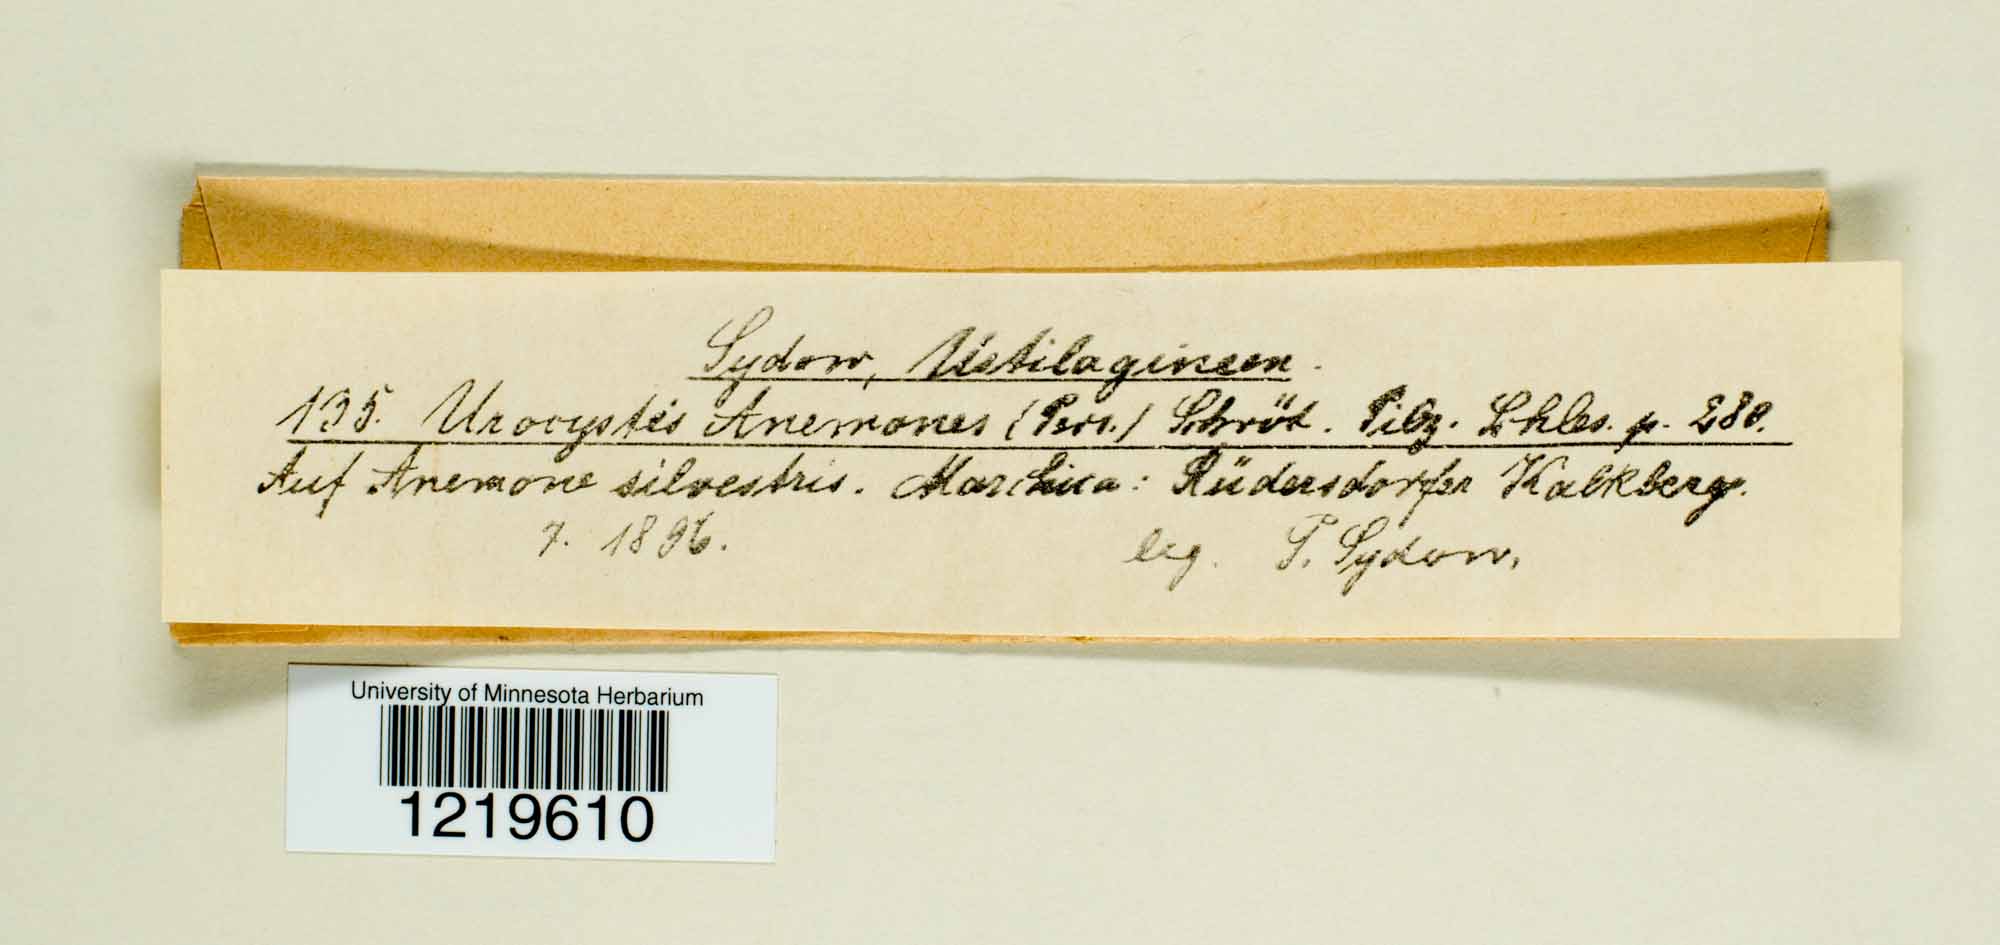 Sydow, Ustilagineen.
135. Urocystis Anemones (Pers.) Schröt. Pilz. Schles. p. 280.
Auf Anemone silvestris. Marchica: Rüdersdorfer Kalkberge.
7. 1896.
leg. P. Sydow.
University of Minnesota Herbarium
1219610